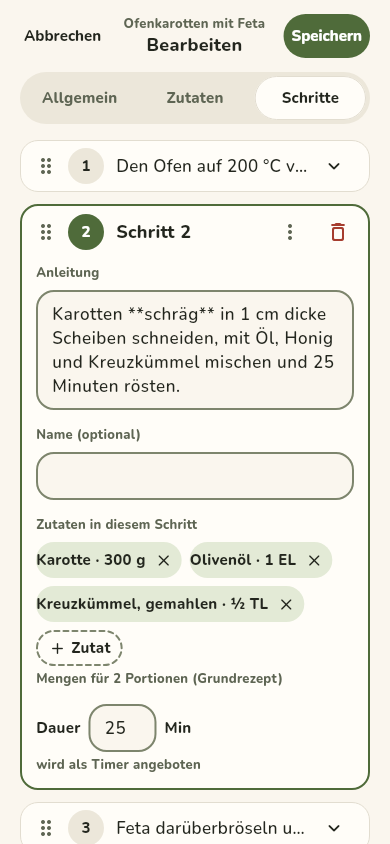 Abbrechen
Ofenkarotten mit Feta
Bearbeiten
Speichern
Allgemein
Zutaten
Schritte
1
Den Ofen auf 200 °C v...
2
Schritt 2
Anleitung
Karotten **schräg** in 1 cm dicke
Scheiben schneiden, mit Öl, Honig
und Kreuzkümmel mischen und 25
Minuten rösten.
Name (optional)
Zutaten in diesem Schritt
Karotte · 300 g
Olivenöl · 1 EL
Kreuzkümmel, gemahlen · ½ TL
+ Zutat
Mengen für 2 Portionen (Grundrezept)
Dauer 25 Min
wird als Timer angeboten
3
Feta darüberbröseln u...